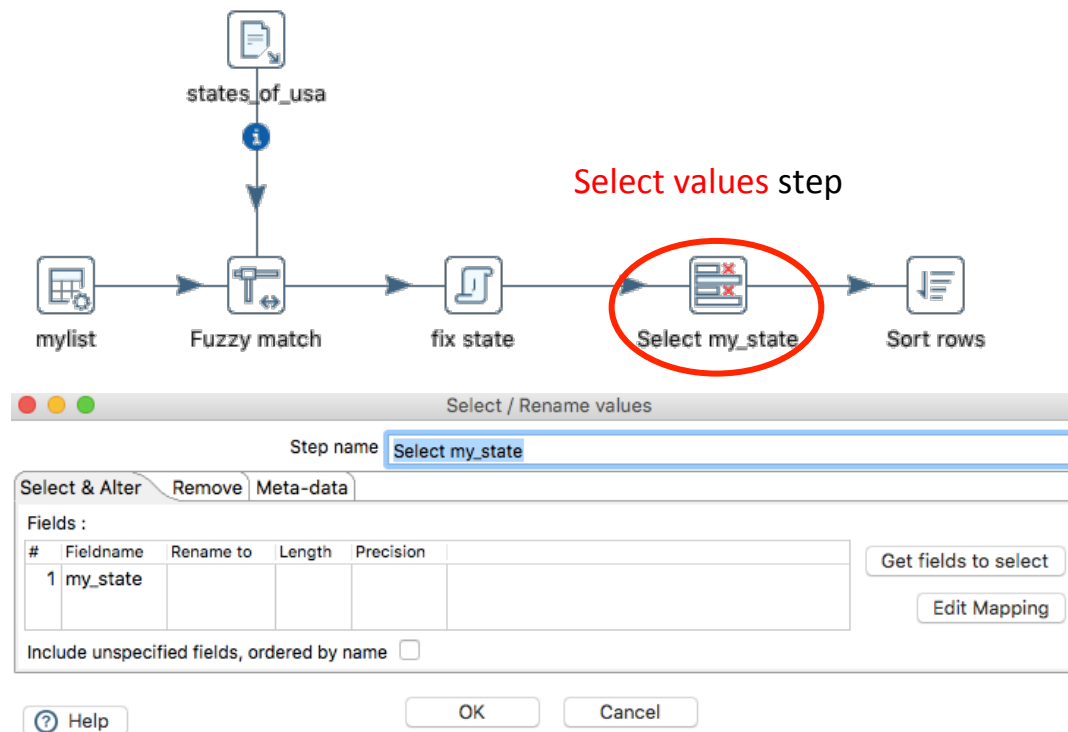 states_of_usa
i
Select values step
mylist
Fuzzy match
fix state
Select my_state
Sort rows
Select / Rename values
Step name Select my_state
Select & Alter Remove Meta-data
Fields :
# Fieldname Rename to Length Precision
1 my_state
Get fields to select
Edit Mapping
Include unspecified fields, ordered by name
? Help
OK
Cancel